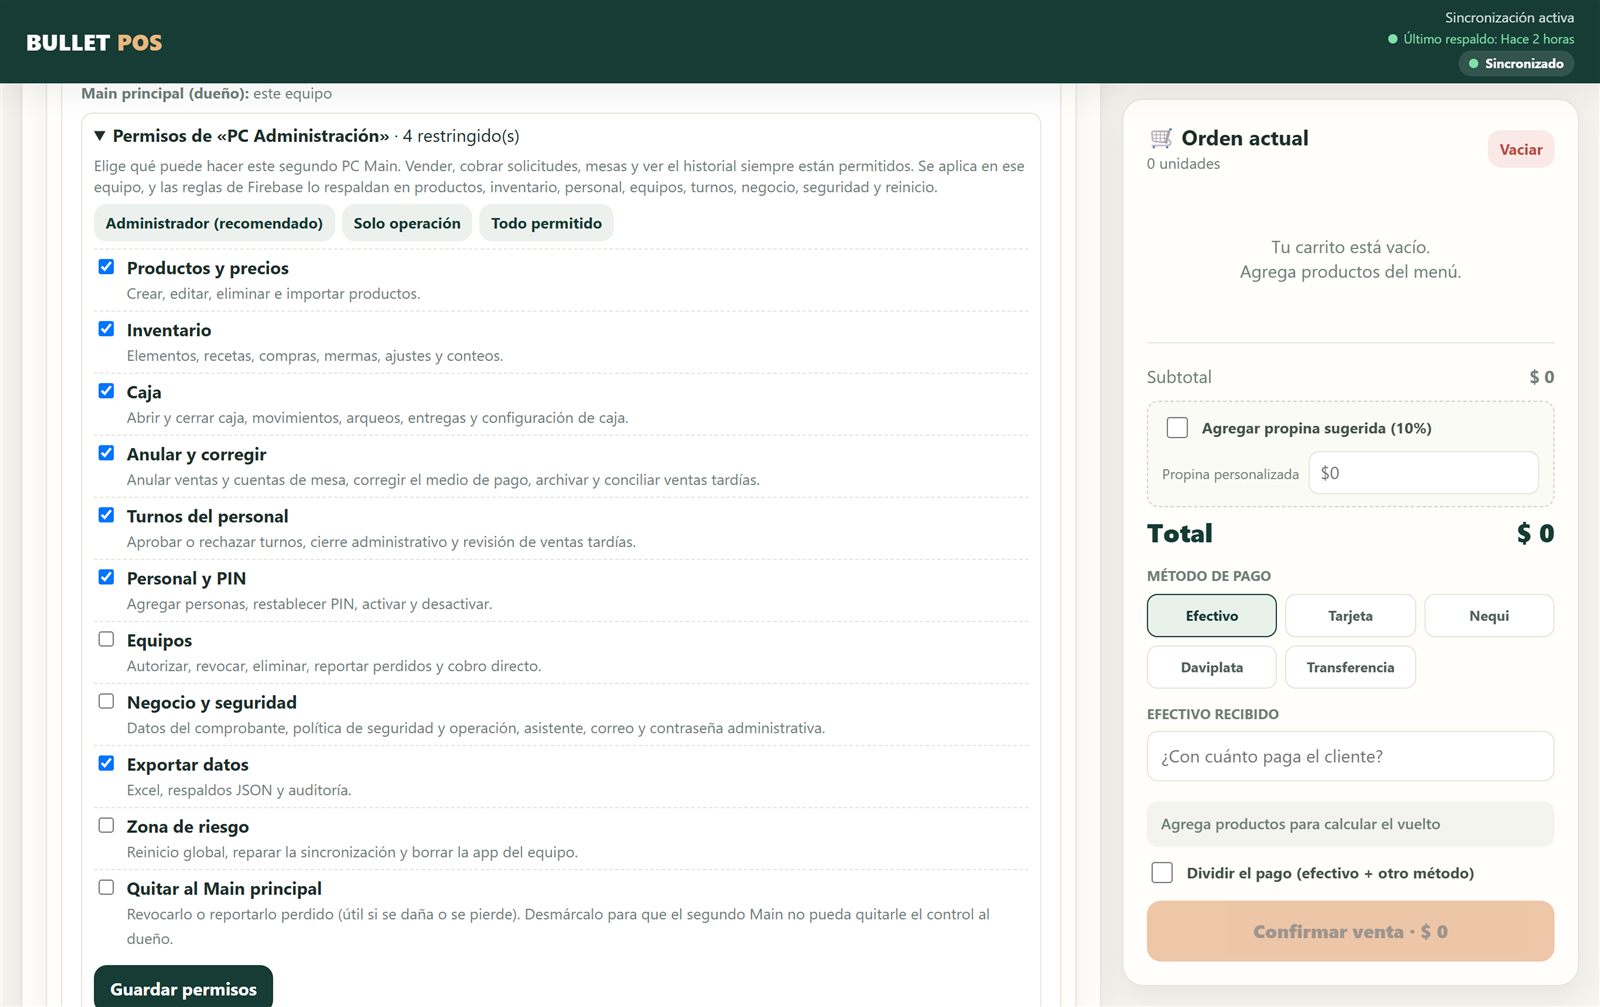 BULLET POS
Sincronización activa
Último respaldo: Hace 2 horas
Sincronizado
Main principal (dueño): este equipo
▼ Permisos de «PC Administración» · 4 restringido(s)
Elige qué puede hacer este segundo PC Main. Vender, cobrar solicitudes, mesas y ver el historial siempre están permitidos. Se aplica en ese
equipo, y las reglas de Firebase lo respaldan en productos, inventario, personal, equipos, turnos, negocio, seguridad y reinicio.
Administrador (recomendado)
Solo operación
Todo permitido
Productos y precios
Crear, editar, eliminar e importar productos.
Inventario
Elementos, recetas, compras, mermas, ajustes y conteos.
Caja
Abrir y cerrar caja, movimientos, arqueos, entregas y configuración de caja.
Anular y corregir
Anular ventas y cuentas de mesa, corregir el medio de pago, archivar y conciliar ventas tardías.
Turnos del personal
Aprobar o rechazar turnos, cierre administrativo y revisión de ventas tardías.
Personal y PIN
Agregar personas, restablecer PIN, activar y desactivar.
Equipos
Autorizar, revocar, eliminar, reportar perdidos y cobro directo.
Negocio y seguridad
Datos del comprobante, política de seguridad y operación, asistente, correo y contraseña administrativa.
Exportar datos
Excel, respaldos JSON y auditoría.
Zona de riesgo
Reinicio global, reparar la sincronización y borrar la app del equipo.
Quitar al Main principal
Revocarlo o reportarlo perdido (útil si se daña o se pierde). Desmárcalo para que el segundo Main no pueda quitarle el control al
dueño.
Guardar permisos
Orden actual
0 unidades
Vaciar
Tu carrito está vacío.
Agrega productos del menú.
Subtotal $ 0
Agregar propina sugerida (10%)
Propina personalizada $0
Total $ 0
MÉTODO DE PAGO
Efectivo
Tarjeta
Nequi
Daviplata
Transferencia
EFECTIVO RECIBIDO
¿Con cuánto paga el cliente?
Agrega productos para calcular el vuelto
Dividir el pago (efectivo + otro método)
Confirmar venta · $ 0